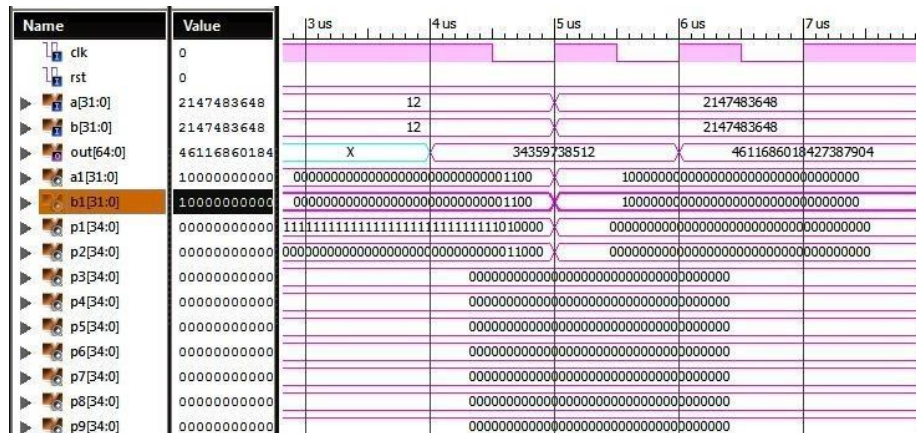 Name Value 3 us 4 us 5 us 6 us 7 us
clk 0
rst 0
a[31:0] 2147483648 12 2147483648
b[31:0] 2147483648 12 2147483648
out[64:0] 46116860184 X 34359738512 4611686018427387904
a1[31:0] 10000000000 00000000000000000000000000001100 10000000000000000000000000000000
b1[31:0] 10000000000 00000000000000000000000000001100 10000000000000000000000000000000
p1[34:0] 00000000000 11111111111111111111111111111010000 00000000000000000000000000000000000
p2[34:0] 00000000000 00000000000000000000000000000011000 00000000000000000000000000000000000
p3[34:0] 00000000000 00000000000000000000000000000000000
p4[34:0] 00000000000 00000000000000000000000000000000000
p5[34:0] 00000000000 00000000000000000000000000000000000
p6[34:0] 00000000000 00000000000000000000000000000000000
p7[34:0] 00000000000 00000000000000000000000000000000000
p8[34:0] 00000000000 00000000000000000000000000000000000
p9[34:0] 00000000000 00000000000000000000000000000000000